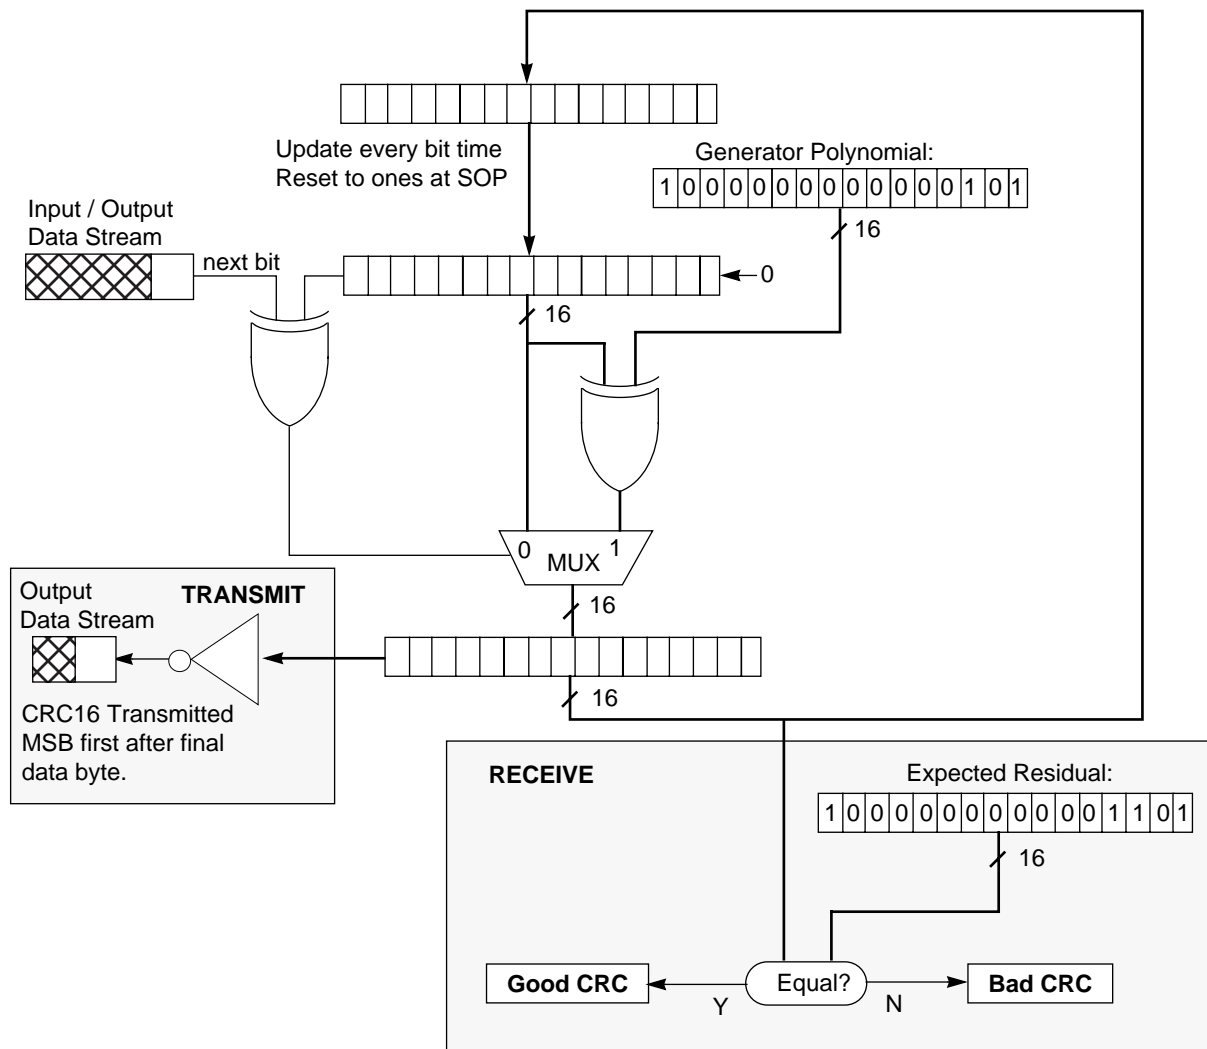 Update every bit time
Reset to ones at SOP
Generator Polynomial:
1 0 0 0 0 0 0 0 0 0 0 0 0 1 0 1
16
Input / Output
Data Stream
next bit
0
16
0
1
MUX
16
Output
Data Stream
TRANSMIT
CRC16 Transmitted
MSB first after final
data byte.
16
RECEIVE
Expected Residual:
1 0 0 0 0 0 0 0 0 0 0 0 1 1 0 1
16
Good CRC
Y
Equal?
N
Bad CRC